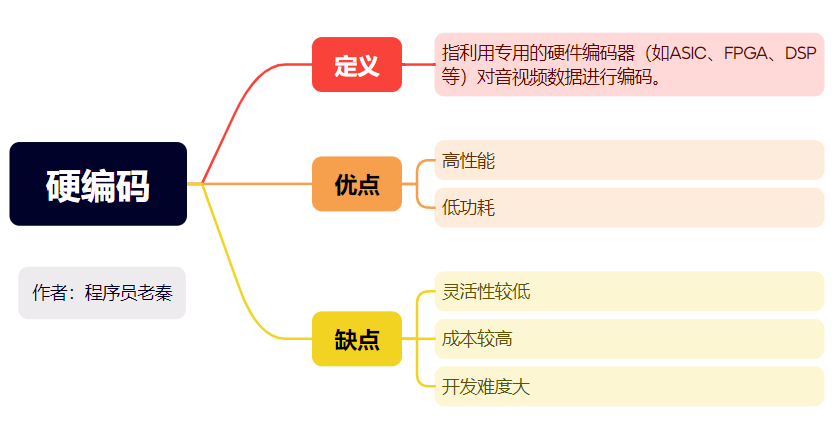 硬编码
作者：程序员老秦
定义
指利用专用的硬件编码器（如ASIC、FPGA、DSP
等）对音视频数据进行编码。
优点
高性能
低功耗
缺点
灵活性较低
成本较高
开发难度大